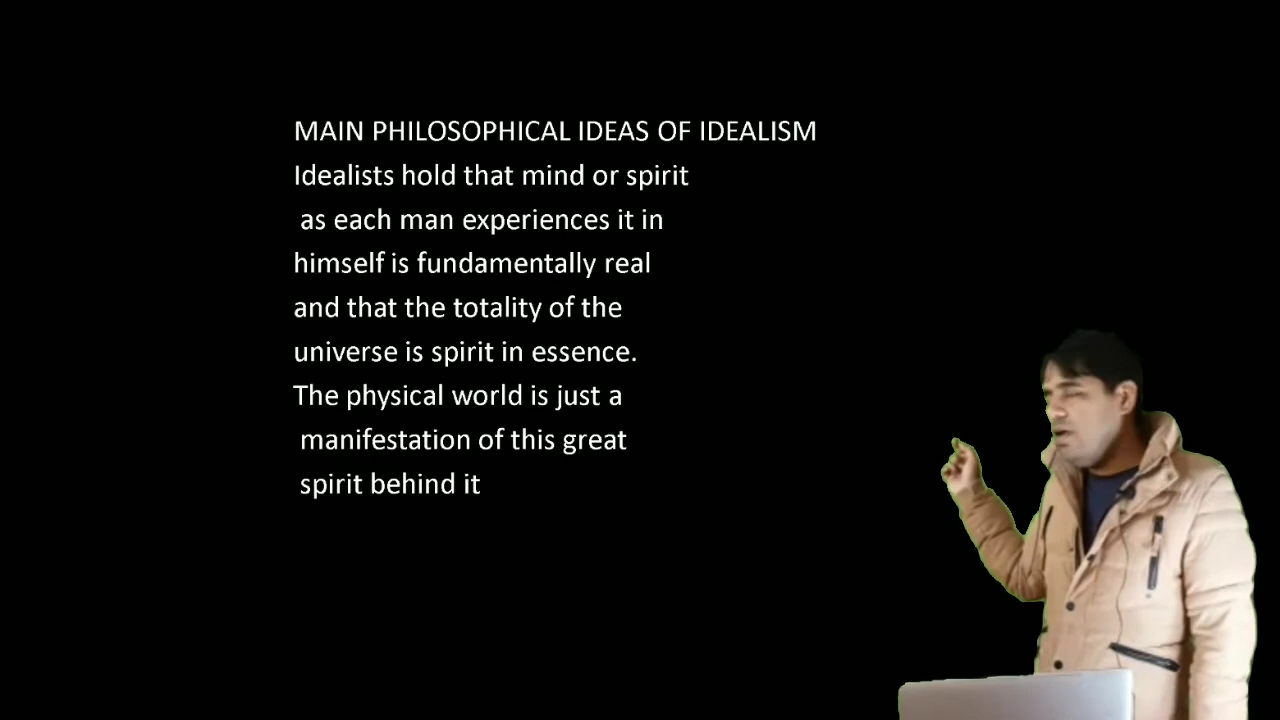 MAIN PHILOSOPHICAL IDEAS OF IDEALISM
Idealists hold that mind or spirit
as each man experiences it in
himself is fundamentally real
and that the totality of the
universe is spirit in essence.
The physical world is just a
manifestation of this great
spirit behind it